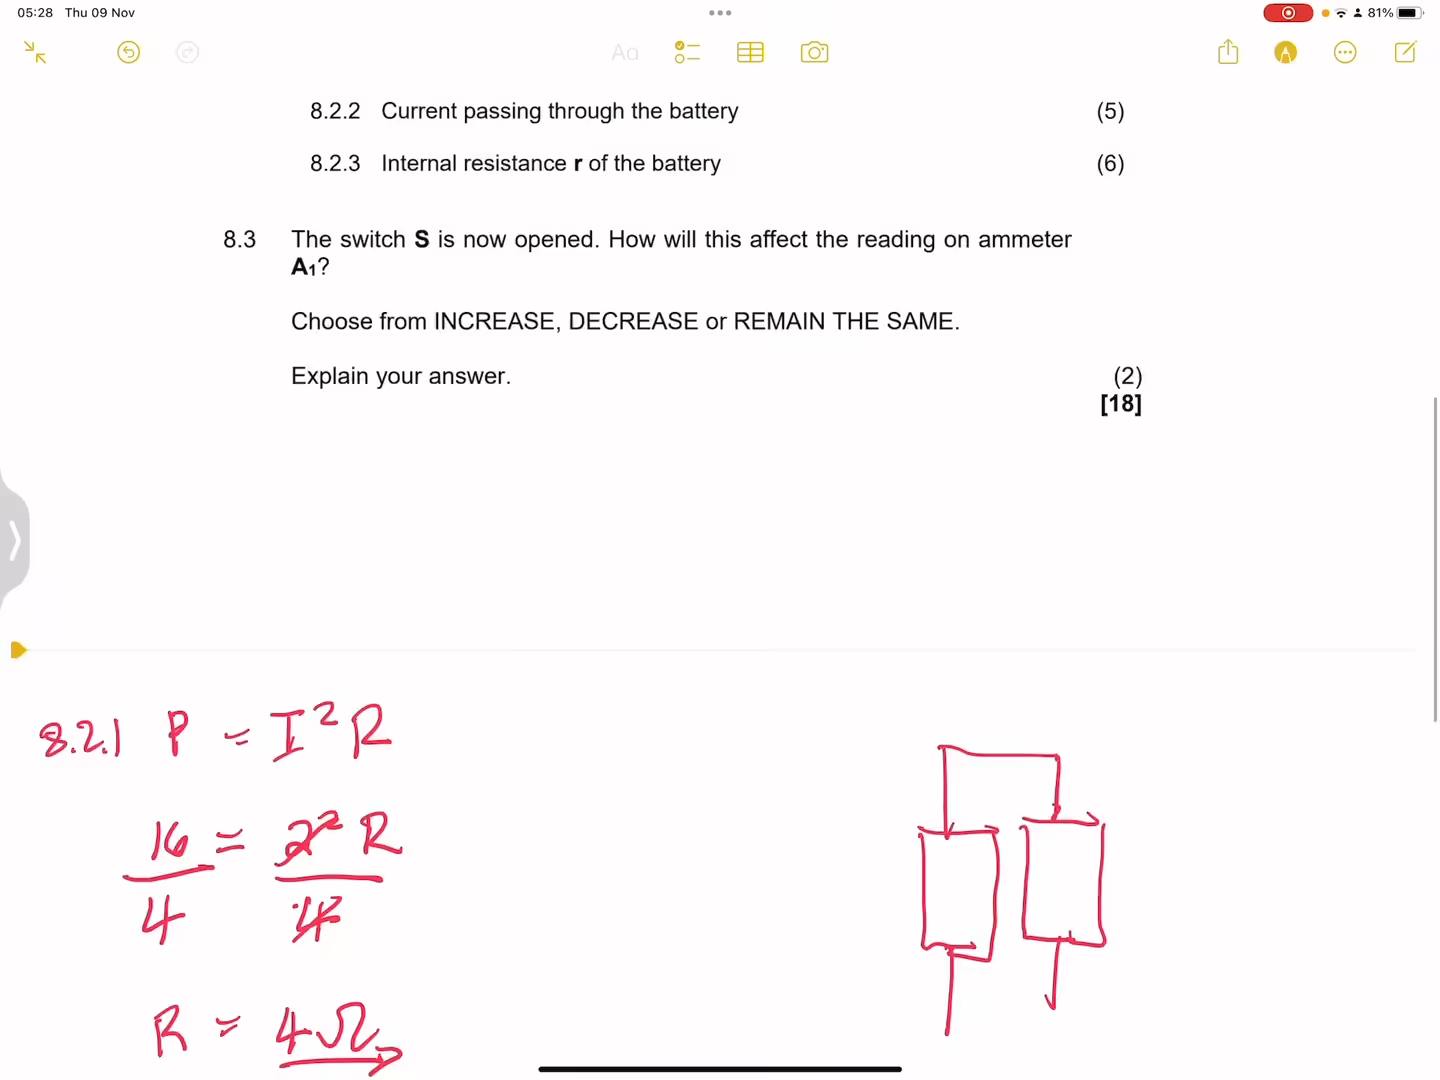 05:28 Thu 09 Nov
81%
Aa
8.2.2 Current passing through the battery (5)
8.2.3 Internal resistance r of the battery (6)
8.3 The switch S is now opened. How will this affect the reading on ammeter
A₁?
Choose from INCREASE, DECREASE or REMAIN THE SAME.
Explain your answer. (2)
[18]
8.2.1 P = I² R
16 = 2² R
4 4
R = 4Ω